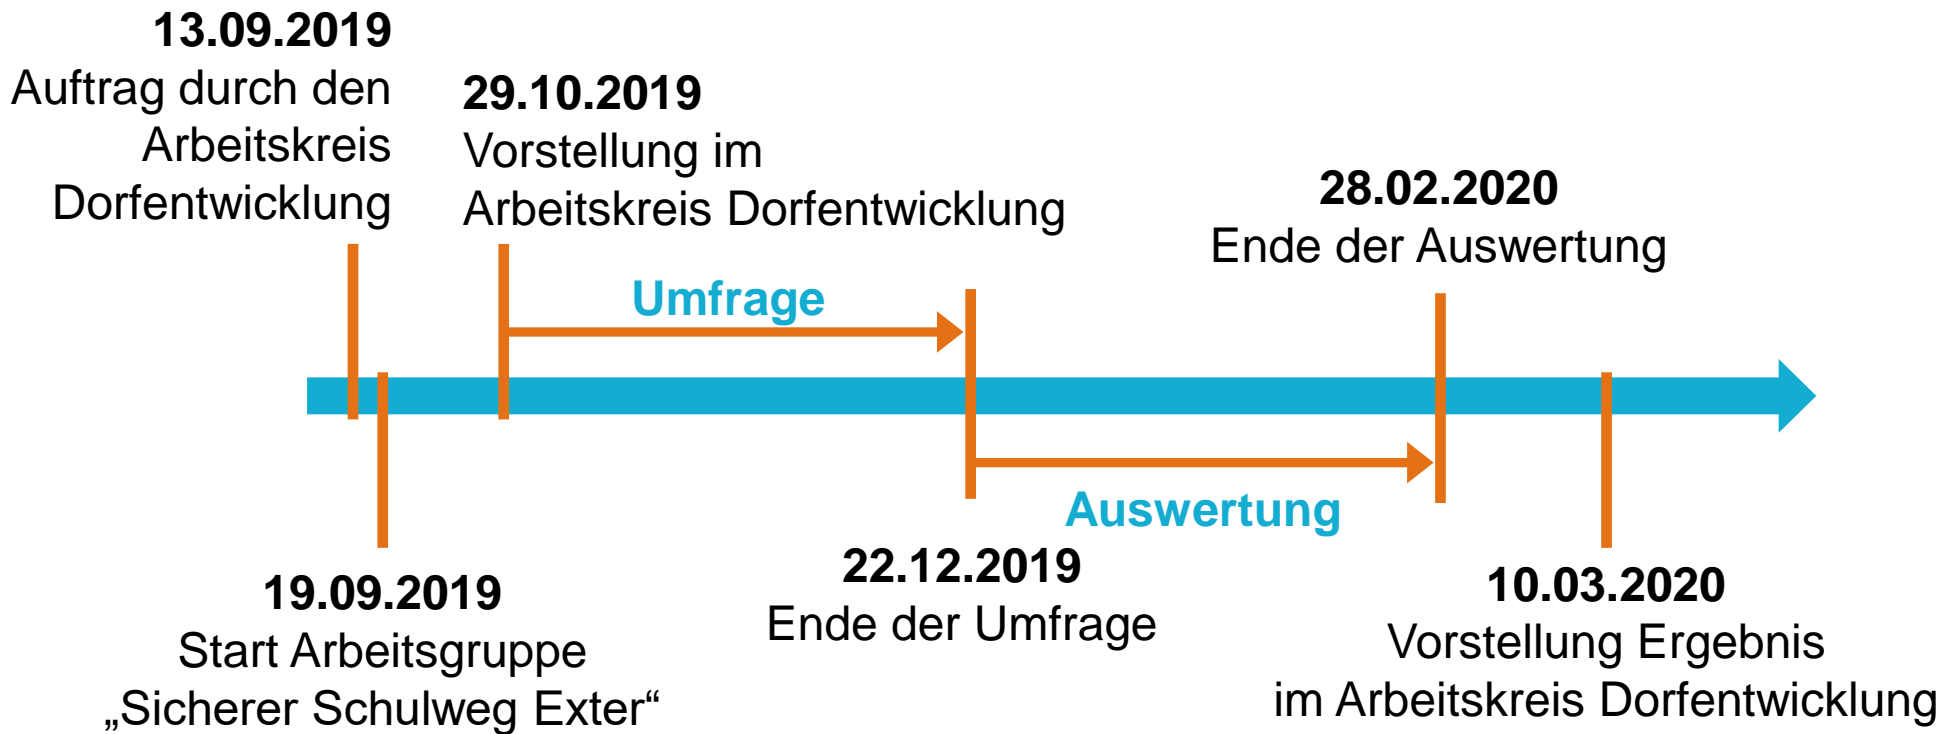 13.09.2019
Auftrag durch den
Arbeitskreis
Dorfentwicklung
29.10.2019
Vorstellung im
Arbeitskreis Dorfentwicklung
28.02.2020
Ende der Auswertung
Umfrage
Auswertung
19.09.2019
Start Arbeitsgruppe
„Sicherer Schulweg Exter“
22.12.2019
Ende der Umfrage
10.03.2020
Vorstellung Ergebnis
im Arbeitskreis Dorfentwicklung